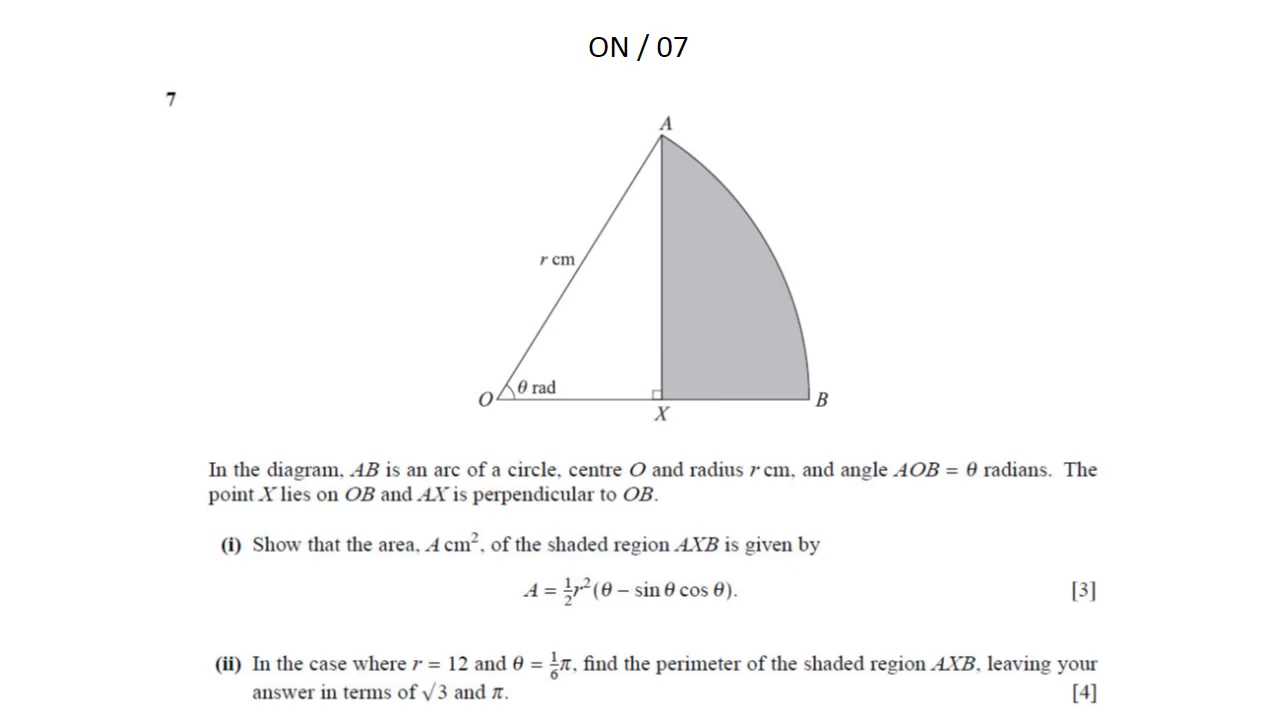 ON / 07
7
A
r cm
θ rad
O
X
B
In the diagram, AB is an arc of a circle, centre O and radius r cm, and angle AOB = θ radians. The
point X lies on OB and AX is perpendicular to OB.
(i) Show that the area, A cm², of the shaded region AXB is given by
A = ½r²(θ – sin θ cos θ). [3]
(ii) In the case where r = 12 and θ = ⅙π, find the perimeter of the shaded region AXB, leaving your
answer in terms of √3 and π. [4]